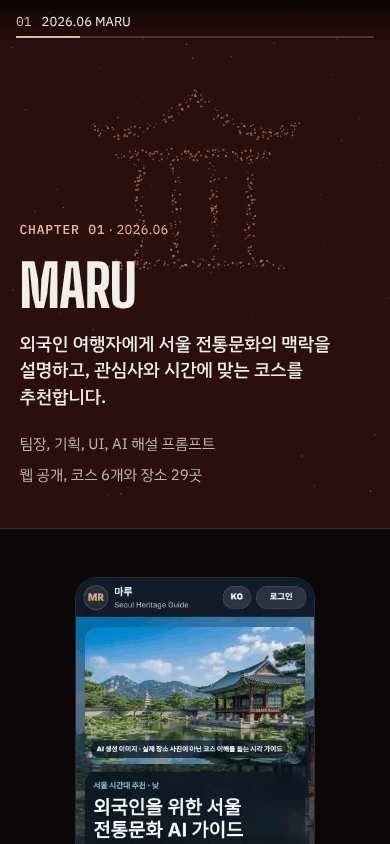 01 2026.06 MARU
CHAPTER 01 · 2026.06
MARU
외국인 여행자에게 서울 전통문화의 맥락을
설명하고, 관심사와 시간에 맞는 코스를
추천합니다.
팀장, 기획, UI, AI 해설 프롬프트
웹 공개, 코스 6개와 장소 29곳
MR 마루 KO 로그인
Seoul Heritage Guide
AI 생성 이미지 · 실제 장소 사진이 아닌 코스 이해를 돕는 시각 가이드
서울 시간대 추천 · 낮
외국인을 위한 서울
전통문화 AI 가이드